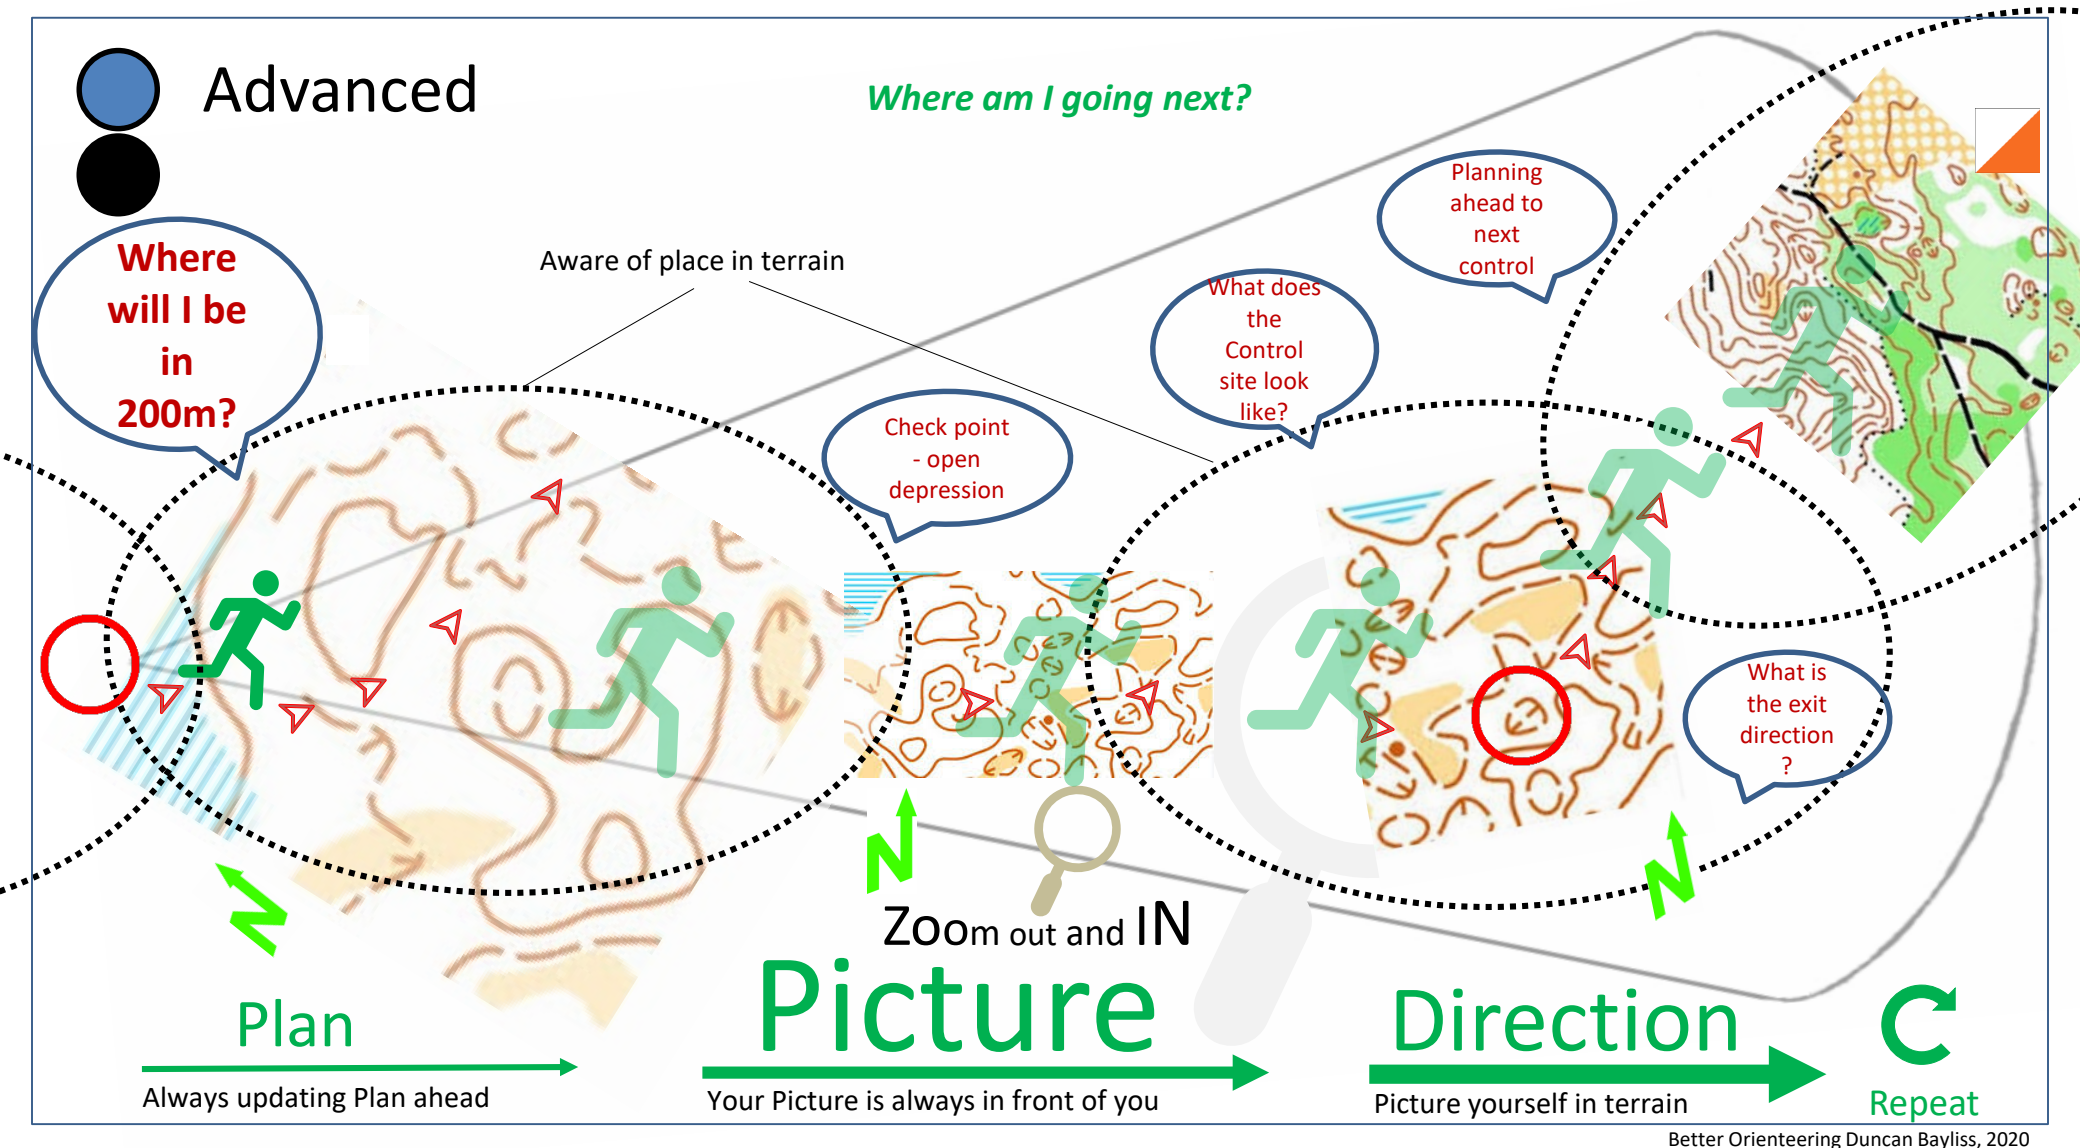 Advanced
Where am I going next?
Where
will I be
in
200m?
Aware of place in terrain
Check point
- open
depression
What does
the
Control
site look
like?
Planning
ahead to
next
control
What is
the exit
direction
?
N
N
N
Zoom out and IN
Plan
Always updating Plan ahead
Picture
Your Picture is always in front of you
Direction
Picture yourself in terrain
Repeat
Better Orienteering Duncan Bayliss, 2020